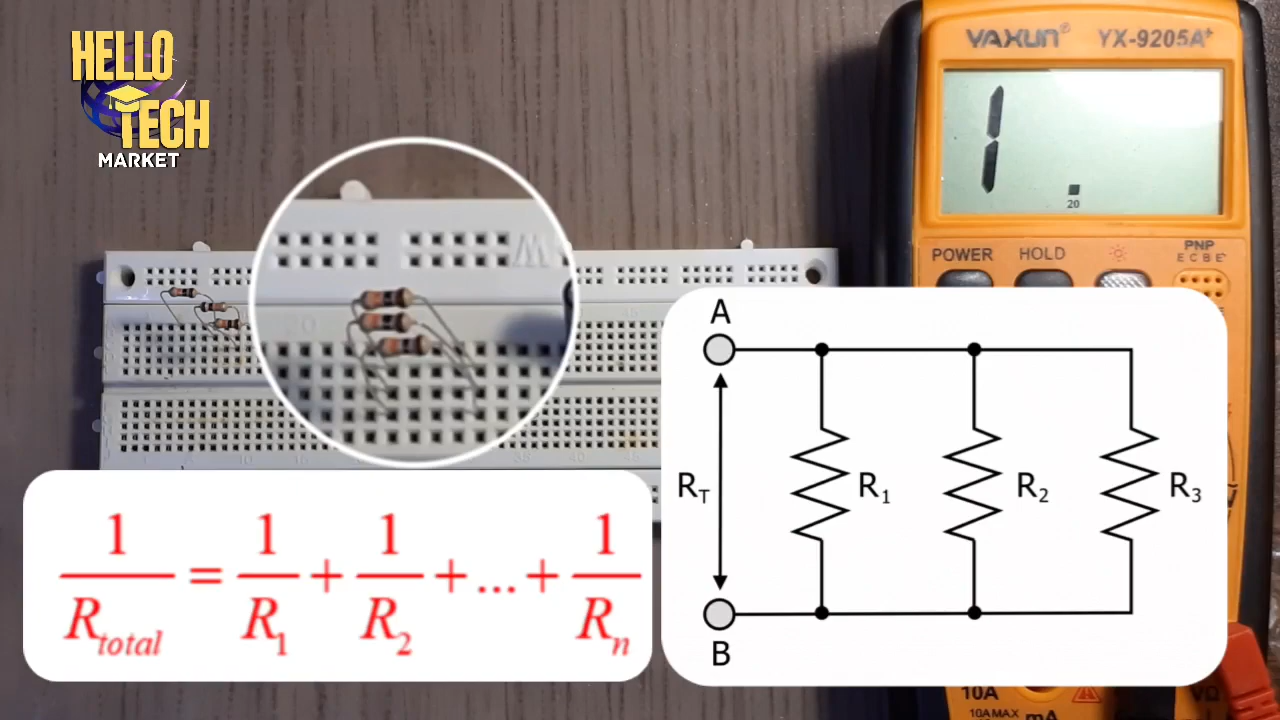 HELLO
TECH
MARKET
YAXUN® YX-9205A+
1
20
POWER HOLD PNP
E C B E
A
R_T R_1 R_2 R_3
B
1/R_total = 1/R_1 + 1/R_2 + ... + 1/R_n
10A
10A MAX mA VΩ